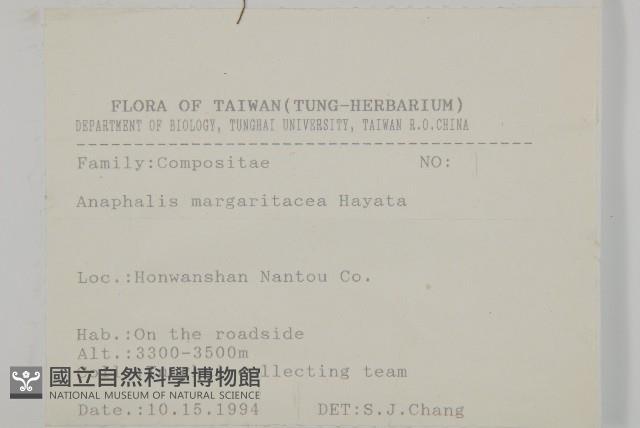 FLORA OF TAIWAN(TUNG-HERBARIUM)
DEPARTMENT OF BIOLOGY, TUNGHAI UNIVERSITY, TAIWAN R.O.CHINA
Family:Compositae NO:
Anaphalis margaritacea Hayata
Loc.:Honwanshan Nantou Co.
Hab.:On the roadside
Alt.:3300-3500m
collecting team
國立自然科學博物館
NATIONAL MUSEUM OF NATURAL SCIENCE
Date.:10.15.1994 DET:S.J.Chang